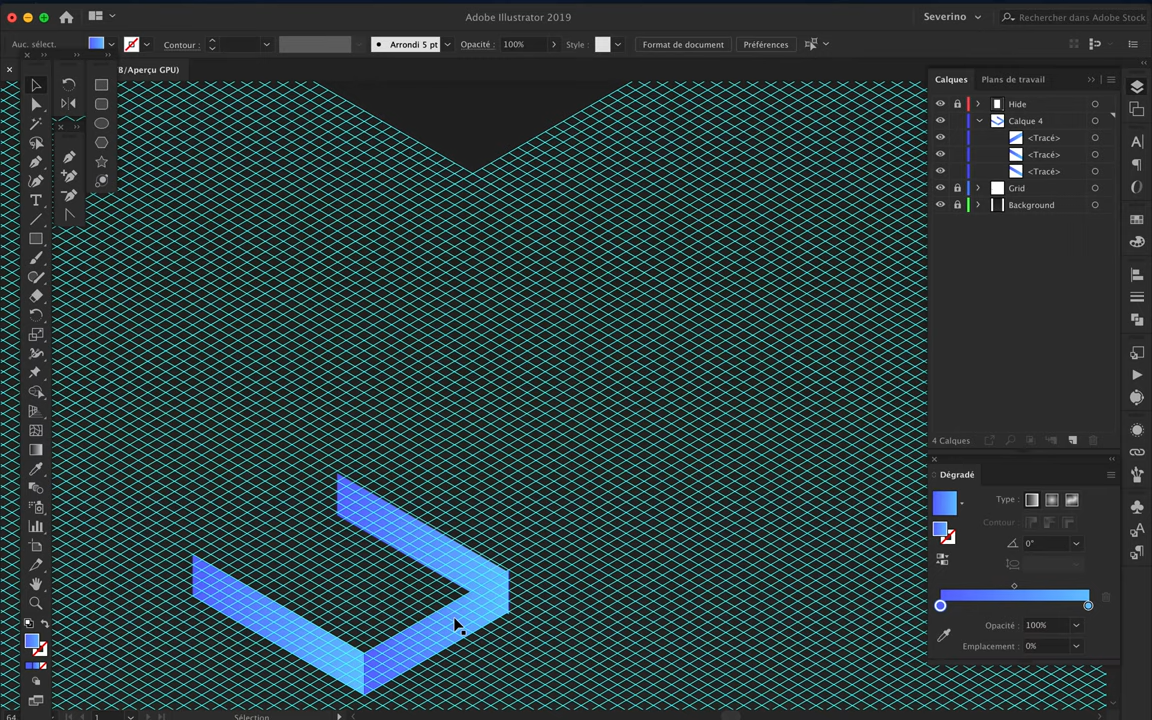 Adobe Illustrator 2019
Severino
Rechercher dans Adobe Stock
Auc. sélect.
Contour :
Arrondi 5 pt
Opacité :
100%
Style :
Format de document
Préférences
B/Aperçu GPU)
Calques
Plans de travail
Hide
Calque 4
<Tracé>
<Tracé>
<Tracé>
Grid
Background
4 Calques
Dégradé
Type :
Contour :
0°
Opacité :
100%
Emplacement :
0%
64
1
Sélection